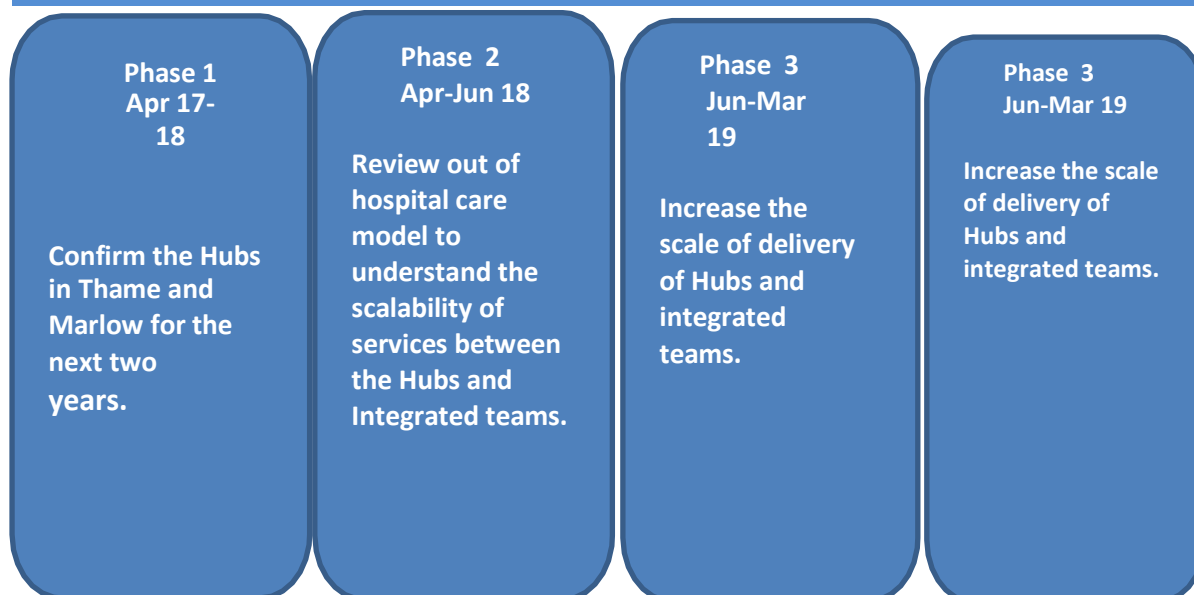 Phase 1
Apr 17-
18
Confirm the Hubs
in Thame and
Marlow for the
next two
years.
Phase 2
Apr-Jun 18
Review out of
hospital care
model to
understand the
scalability of
services between
the Hubs and
Integrated teams.
Phase 3
Jun-Mar
19
Increase the
scale of delivery
of Hubs and
integrated
teams.
Phase 3
Jun-Mar 19
Increase the scale
of delivery of
Hubs and
integrated teams.